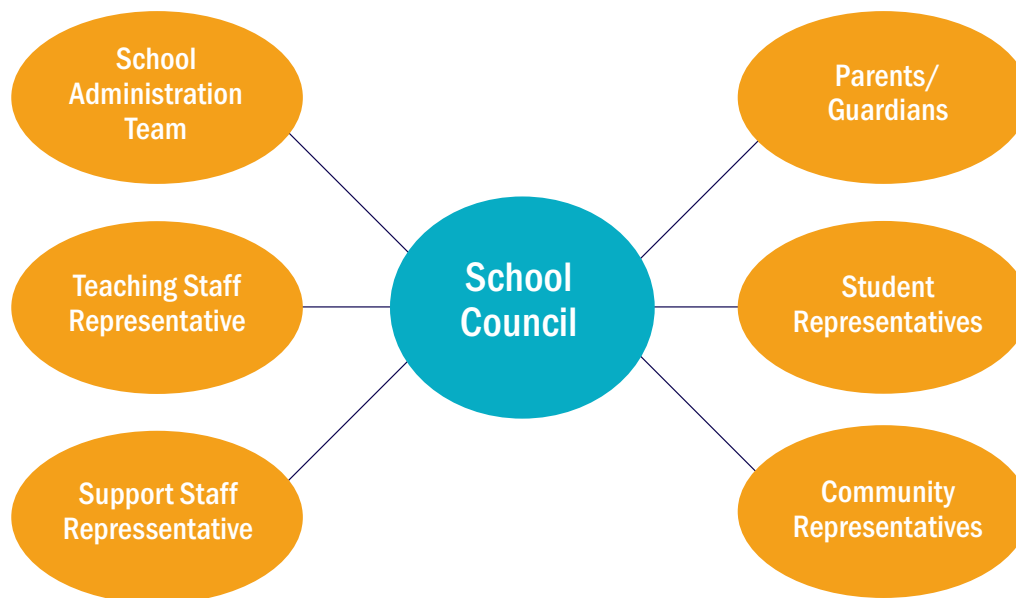 School
Administration
Team
Parents/
Guardians
Teaching Staff
Representative
School
Council
Student
Representatives
Support Staff
Repressentative
Community
Representatives